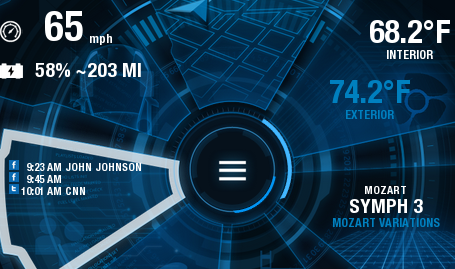 65 mph
68.2°F
INTERIOR
58% ~203 MI
74.2°F
EXTERIOR
f 9:23 AM JOHN JOHNSON
f 9:45 AM
t 10:01 AM CNN
MOZART
SYMPH 3
MOZART VARIATIONS